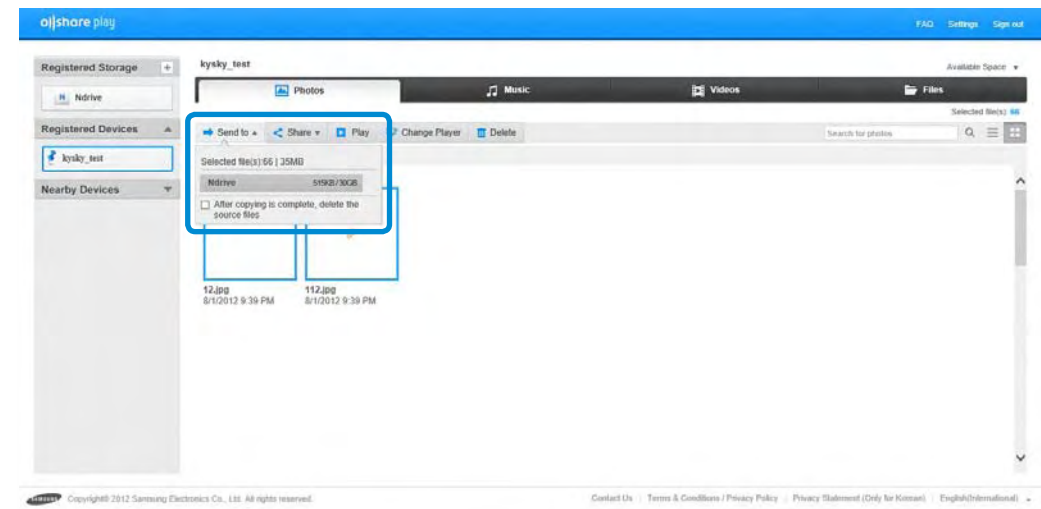 allshare play
FAQ Settings Sign out
Registered Storage +
Ndrive
Registered Devices
kysky_test
Nearby Devices
kysky_test
Available Space
Photos
Music
Videos
Files
Selected file(s) 66
Send to
Share
Play
Change Player
Delete
Search for photos
Selected file(s):66 | 35MB
Ndrive 515KB/30GB
After copying is complete, delete the
source files
12.jpg
8/1/2012 9:39 PM
112.jpg
8/1/2012 9:39 PM
SAMSUNG Copyright© 2012 Samsung Electronics Co., Ltd. All rights reserved.
Contact Us | Terms & Conditions / Privacy Policy | Privacy Statement (Only for Korean) | English(International)